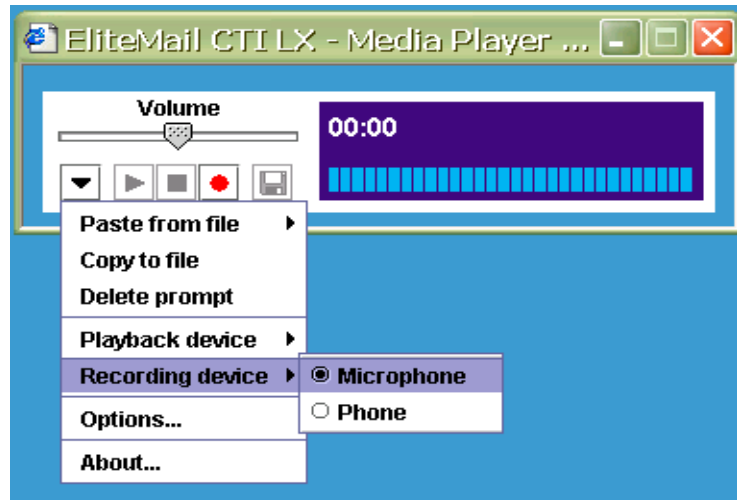 EliteMail CTI LX - Media Player ...
Volume
00:00
Paste from file
Copy to file
Delete prompt
Playback device
Recording device
Microphone
Phone
Options...
About...